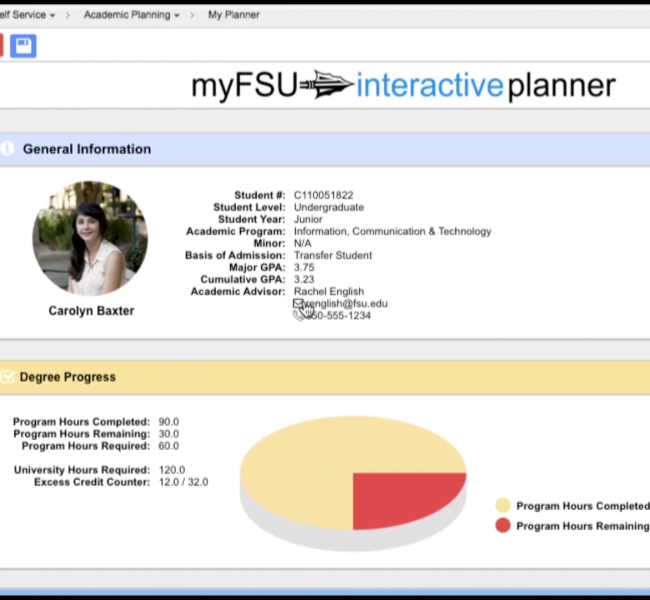 elf Service > Academic Planning > My Planner
myFSU interactive planner
General Information
Student #: C110051822
Student Level: Undergraduate
Student Year: Junior
Academic Program: Information, Communication & Technology
Minor: N/A
Basis of Admission: Transfer Student
Major GPA: 3.75
Cumulative GPA: 3.23
Academic Advisor: Rachel English
english@fsu.edu
50-555-1234
Carolyn Baxter
Degree Progress
Program Hours Completed: 90.0
Program Hours Remaining: 30.0
Program Hours Required: 60.0
University Hours Required: 120.0
Excess Credit Counter: 12.0 / 32.0
Program Hours Completed
Program Hours Remaining